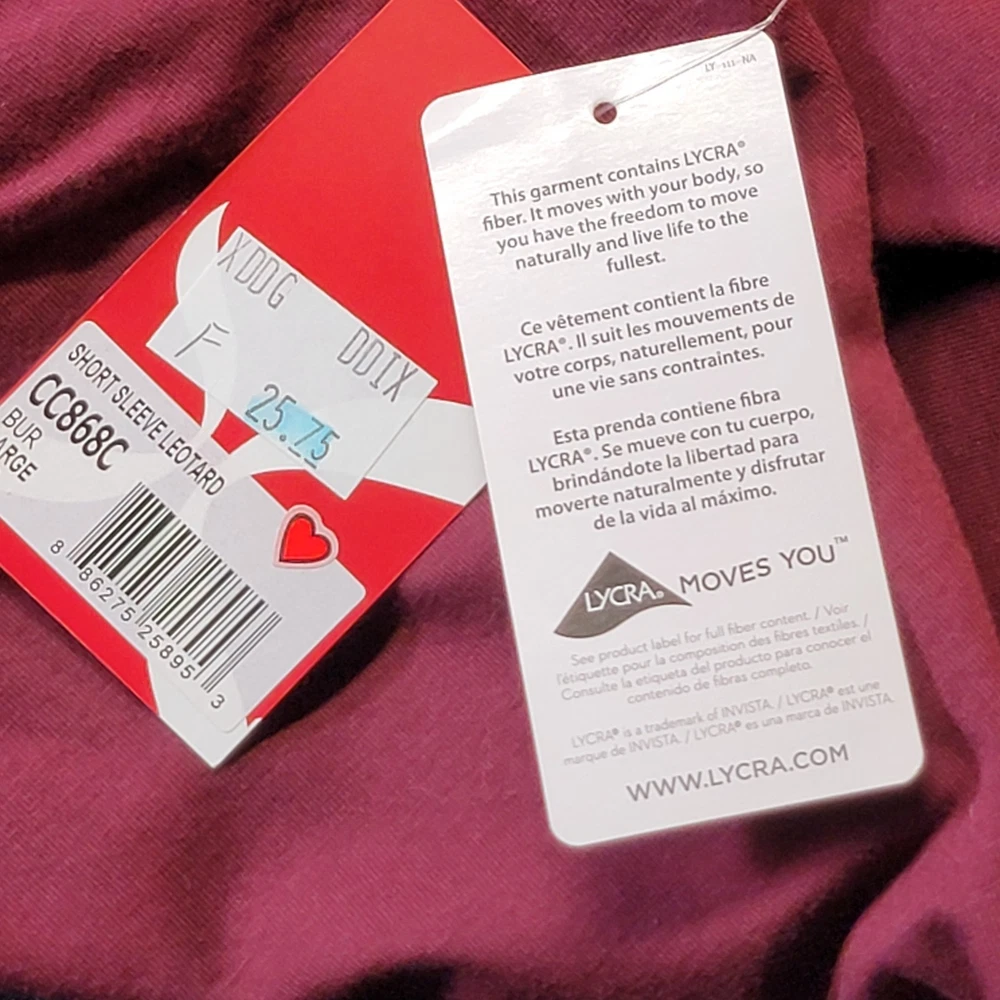 XDDG
F DDIX
25.75
SHORT SLEEVE LEOTARD
CC868C
BUR
ARGE
8 86275 25895 3
LY-111-NA
This garment contains LYCRA®
fiber. It moves with your body, so
you have the freedom to move
naturally and live life to the
fullest.
Ce vêtement contient la fibre
LYCRA®. Il suit les mouvements de
votre corps, naturellement, pour
une vie sans contraintes.
Esta prenda contiene fibra
LYCRA®. Se mueve con tu cuerpo,
brindándote la libertad para
moverte naturalmente y disfrutar
de la vida al máximo.
LYCRA® MOVES YOU™
See product label for full fiber content. / Voir
l'étiquette pour la composition des fibres textiles. /
Consulte la etiqueta del producto para conocer el
contenido de fibras completo.
LYCRA® is a trademark of INVISTA. / LYCRA® est une
marque de INVISTA. / LYCRA® es una marca de INVISTA.
WWW.LYCRA.COM